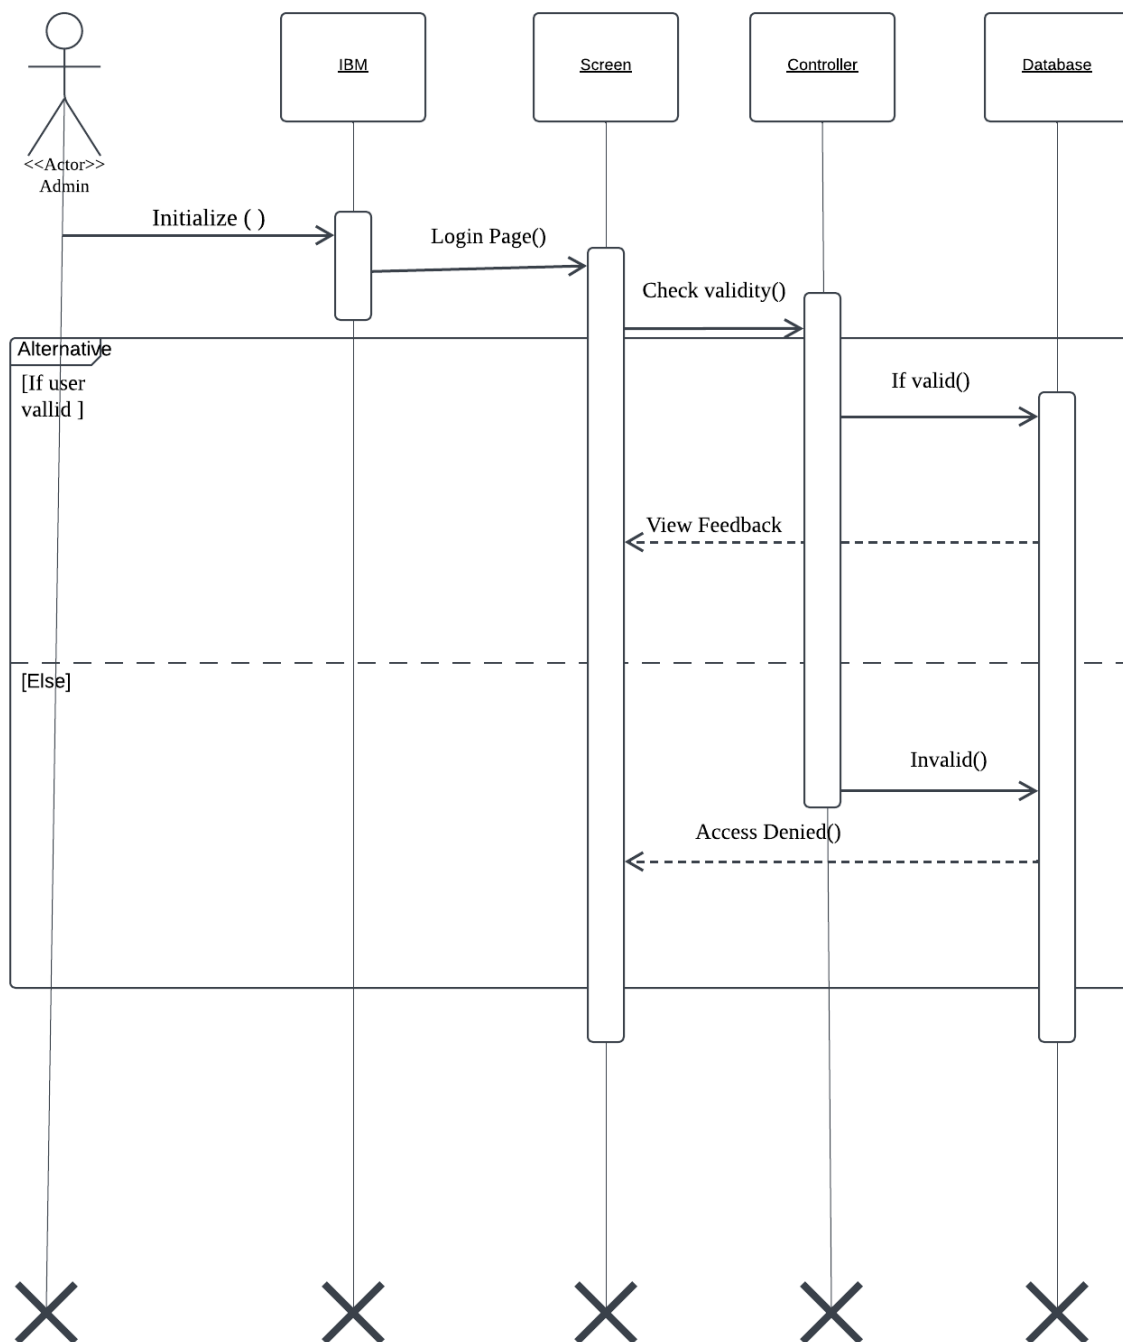 IBM
Screen
Controller
Database
<<Actor>>
Admin
Initialize ( )
Login Page()
Check validity()
Alternative
[If user
vallid ]
If valid()
View Feedback
[Else]
Invalid()
Access Denied()